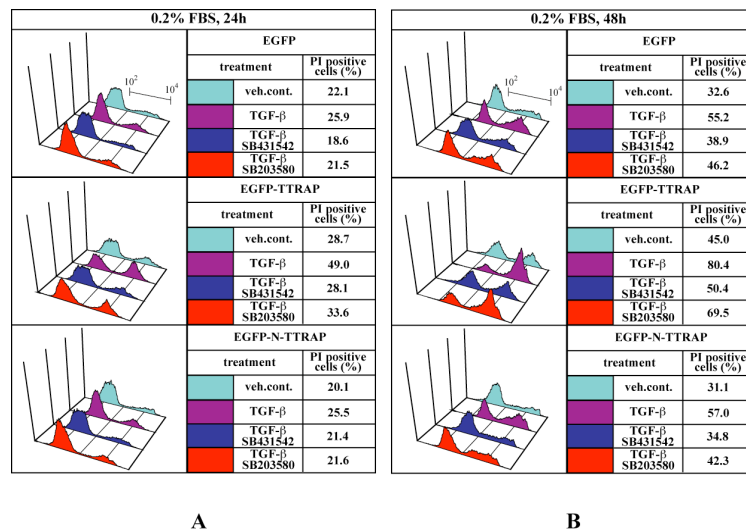 0.2% FBS, 24h
EGFP
treatment
PI positive
cells (%)
10² 10⁴
veh.cont. 22.1
TGF-β 25.9
TGF-β
SB431542 18.6
TGF-β
SB203580 21.5
EGFP-TTRAP
treatment
PI positive
cells (%)
veh.cont. 28.7
TGF-β 49.0
TGF-β
SB431542 28.1
TGF-β
SB203580 33.6
EGFP-N-TTRAP
treatment
PI positive
cells (%)
veh.cont. 20.1
TGF-β 25.5
TGF-β
SB431542 21.4
TGF-β
SB203580 21.6
A
0.2% FBS, 48h
EGFP
treatment
PI positive
cells (%)
10² 10⁴
veh.cont. 32.6
TGF-β 55.2
TGF-β
SB431542 38.9
TGF-β
SB203580 46.2
EGFP-TTRAP
treatment
PI positive
cells (%)
veh.cont. 45.0
TGF-β 80.4
TGF-β
SB431542 50.4
TGF-β
SB203580 69.5
EGFP-N-TTRAP
treatment
PI positive
cells (%)
veh.cont. 31.1
TGF-β 57.0
TGF-β
SB431542 34.8
TGF-β
SB203580 42.3
B